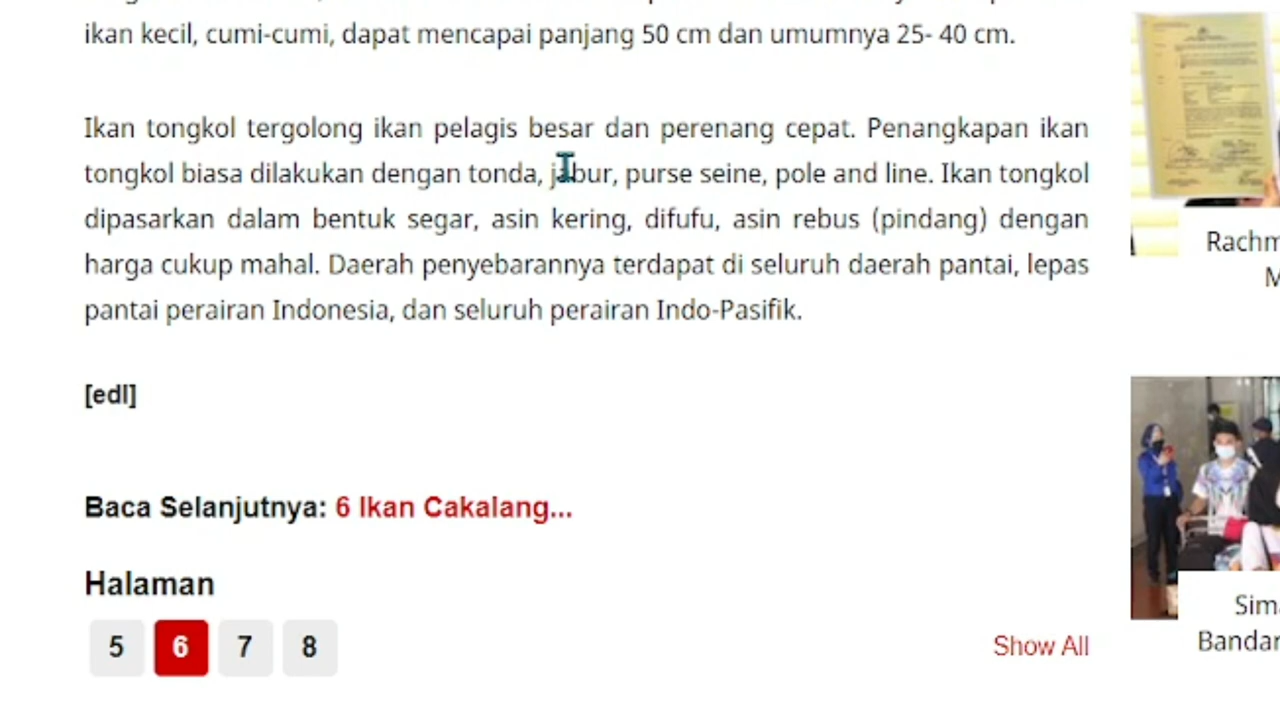 ikan kecil, cumi-cumi, dapat mencapai panjang 50 cm dan umumnya 25- 40 cm.
Ikan tongkol tergolong ikan pelagis besar dan perenang cepat. Penangkapan ikan
tongkol biasa dilakukan dengan tonda, jabur, purse seine, pole and line. Ikan tongkol
dipasarkan dalam bentuk segar, asin kering, difufu, asin rebus (pindang) dengan
harga cukup mahal. Daerah penyebarannya terdapat di seluruh daerah pantai, lepas
pantai perairan Indonesia, dan seluruh perairan Indo-Pasifik.
[edl]
Baca Selanjutnya: 6 Ikan Cakalang...
Halaman
5 6 7 8
Show All
Rachm
M
Sim
Bandar